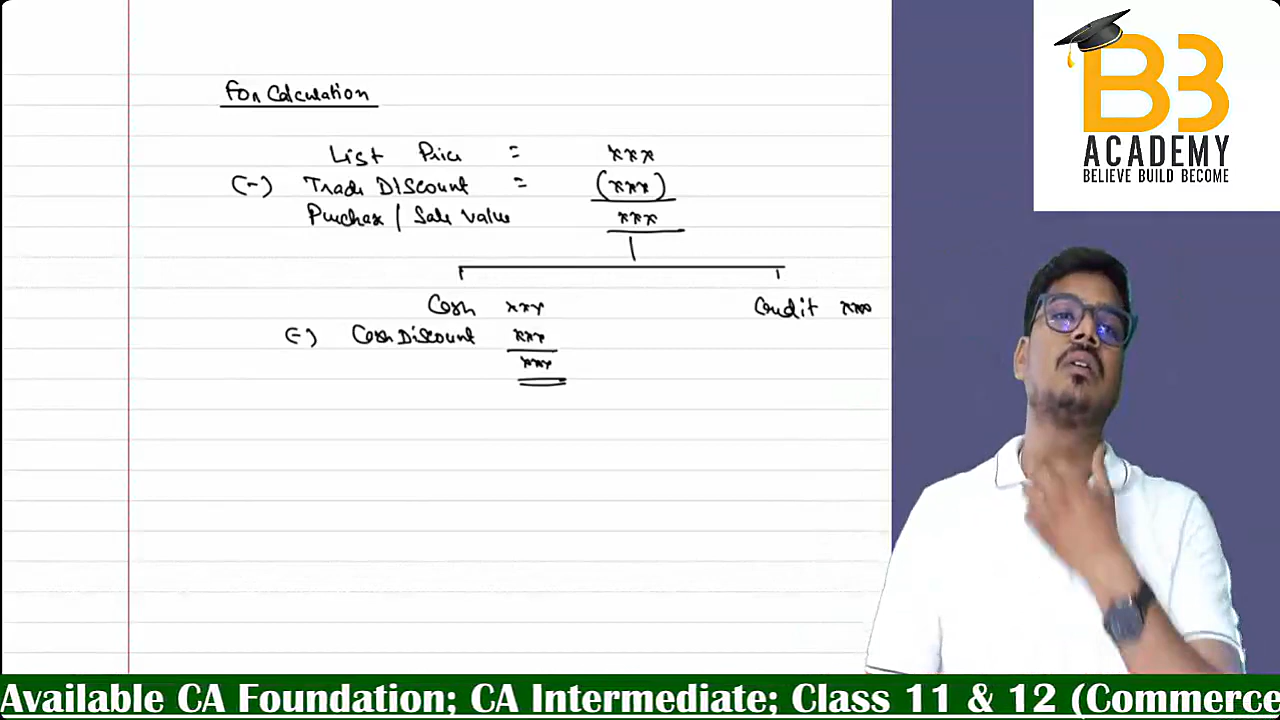 For Calculation
List Price = xxx
(-) Trade Discount = (xxx)
Purchase | Sale Value xxx
Cash xxx Credit xxx
(-) Cash Discount xxx
xxx
B3
ACADEMY
BELIEVE BUILD BECOME
Available CA Foundation; CA Intermediate; Class 11 & 12 (Commerce